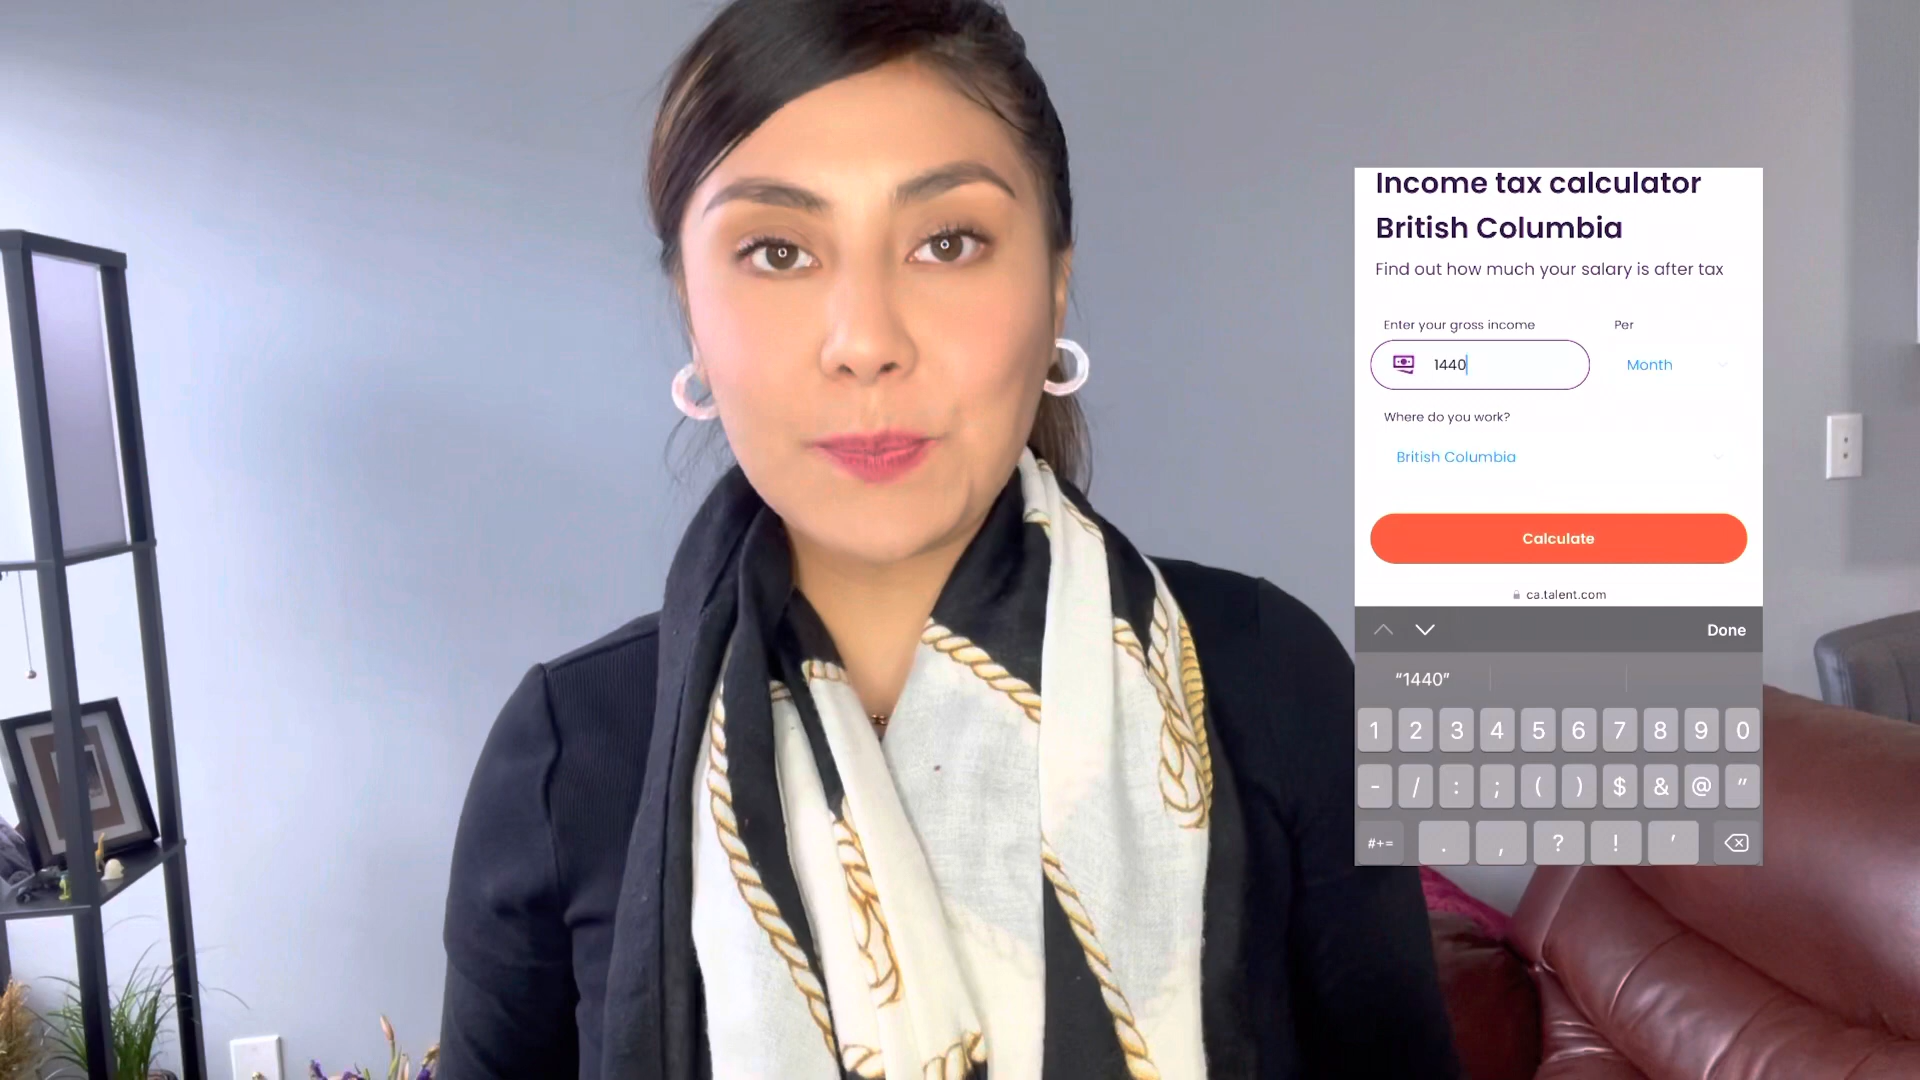 Income tax calculator
British Columbia
Find out how much your salary is after tax
Enter your gross income Per
1440 Month
Where do you work?
British Columbia
Calculate
ca.talent.com
Done
“1440”
1 2 3 4 5 6 7 8 9 0
- / : ; ( ) $ & @ "
#+= . , ? ! '